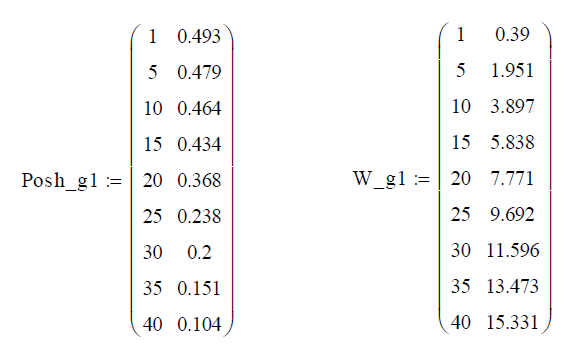 1 0.493 1 0.39
5 0.479 5 1.951
10 0.464 10 3.897
15 0.434 15 5.838
Posh_g1 := 20 0.368 W_g1 := 20 7.771
25 0.238 25 9.692
30 0.2 30 11.596
35 0.151 35 13.473
40 0.104 40 15.331